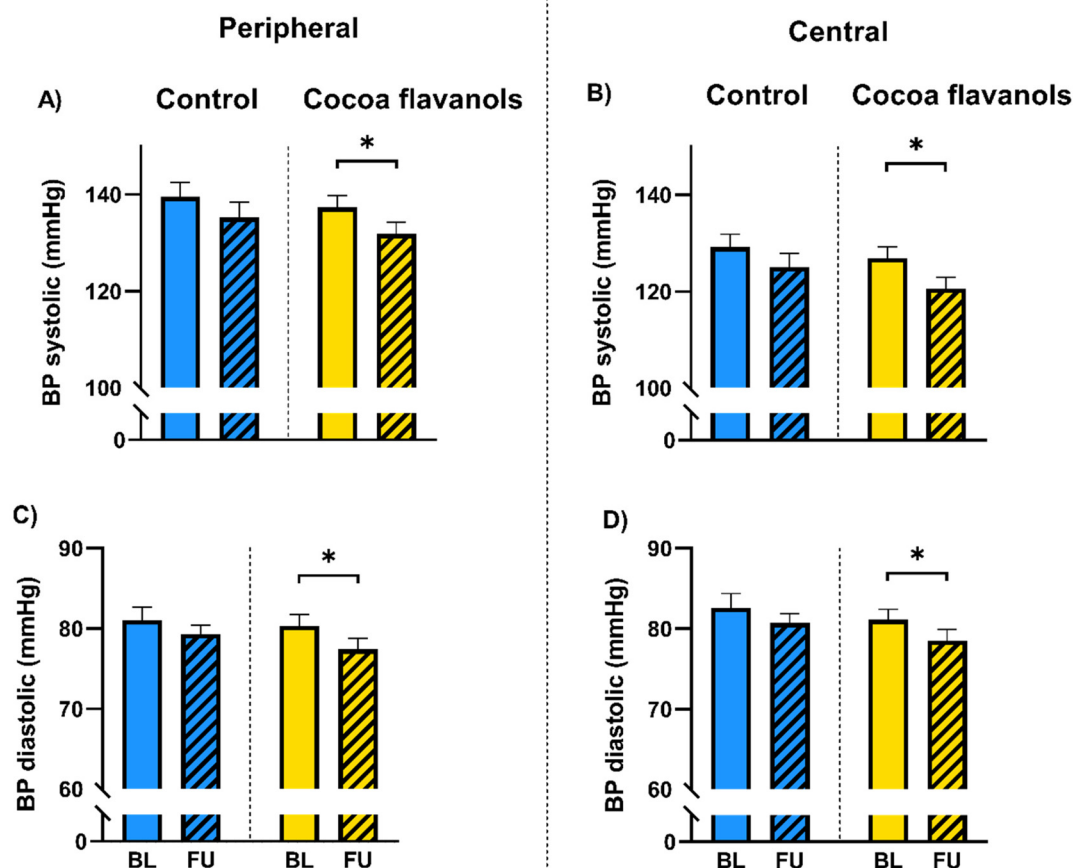 Peripheral
Central
A)
Control
Cocoa flavanols
*
BP systolic (mmHg)
140
120
100
0
B)
Control
Cocoa flavanols
*
BP systolic (mmHg)
140
120
100
0
C)
*
BP diastolic (mmHg)
90
80
70
60
0
BL FU BL FU
D)
*
BP diastolic (mmHg)
90
80
70
60
0
BL FU BL FU